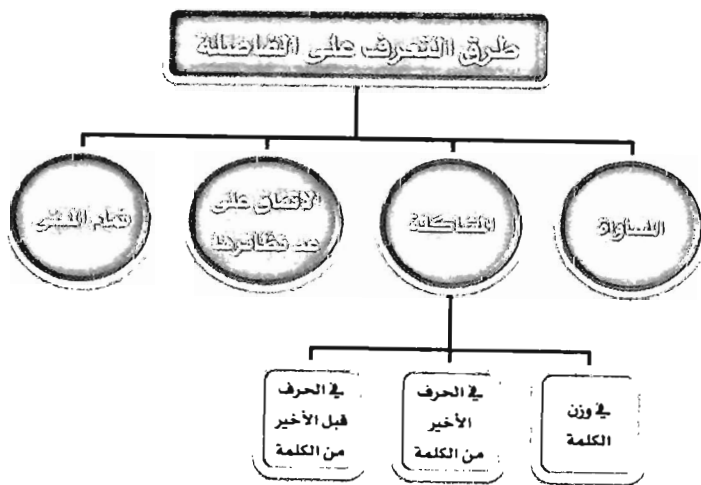 طرق التعرف على الفاصلة
المساواة
المشاكلة
الاتفاق على
عد نظائرها
تمام المعنى
في وزن
الكلمة
في الحرف
الأخير
من الكلمة
في الحرف
قبل الأخير
من الكلمة